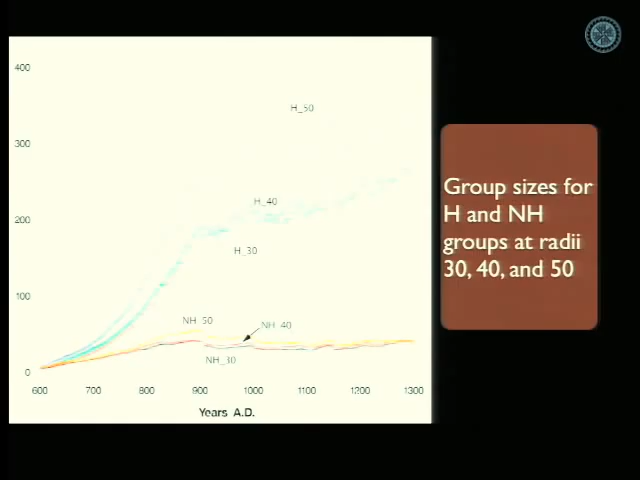 400
300
200
100
0
H_50
H_40
H_30
NH_50
NH_40
NH_30
600 700 800 900 1000 1100 1200 1300
Years A.D.
Group sizes for
H and NH
groups at radii
30, 40, and 50